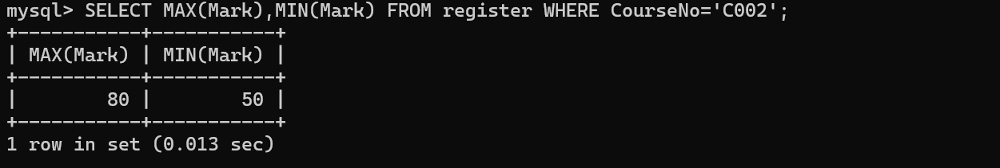 mysql> SELECT MAX(Mark),MIN(Mark) FROM register WHERE CourseNo='C002';
+-----------+-----------+
| MAX(Mark) | MIN(Mark) |
+-----------+-----------+
|        80 |        50 |
+-----------+-----------+
1 row in set (0.013 sec)